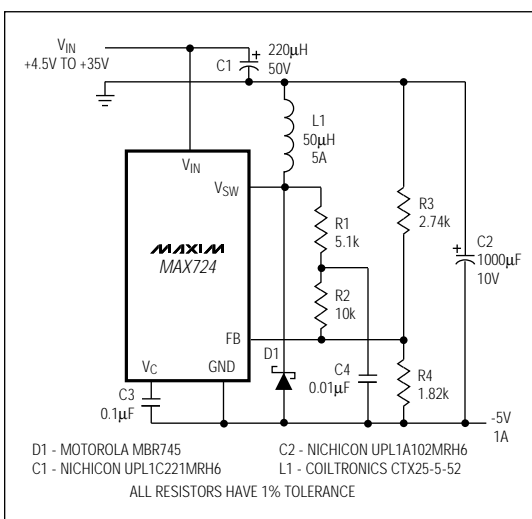 VIN
+4.5V TO +35V
C1
+
220µH
50V
L1
50µH
5A
VIN
VSW
MAXIM
MAX724
R1
5.1k
R3
2.74k
+
C2
1000µF
10V
R2
10k
FB
D1
VC
GND
C4
0.01µF
R4
1.82k
C3
0.1µF
-5V
1A
D1 - MOTOROLA MBR745
C1 - NICHICON UPL1C221MRH6
C2 - NICHICON UPL1A102MRH6
L1 - COILTRONICS CTX25-5-52
ALL RESISTORS HAVE 1% TOLERANCE